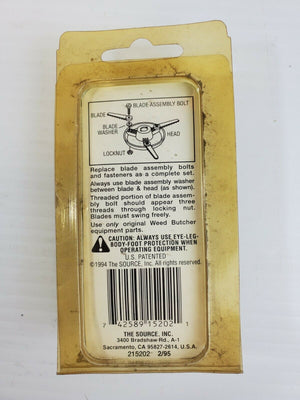 BLADE ASSEMBLY BOLT
BLADE
BLADE
WASHER
HEAD
LOCKNUT
Replace blade assembly bolts
and fasteners as a complete set.
Always use blade assembly washer
between blade & head (as shown).
Threaded portion of blade assem-
bly bolt should appear three
threads through locking nut.
Blades must swing freely.
Use only original Weed Butcher
equipment parts.
CAUTION: ALWAYS USE EYE-LEG-
BODY-FOOT PROTECTION WHEN
OPERATING EQUIPMENT.
U.S. PATENTED
©1994 The SOURCE, Inc. All rights reserved.
7 42589 15202 1
THE SOURCE, INC.
3400 Bradshaw Rd., A-1
Sacramento, CA 95827-2614, U.S.A.
215202 2/95